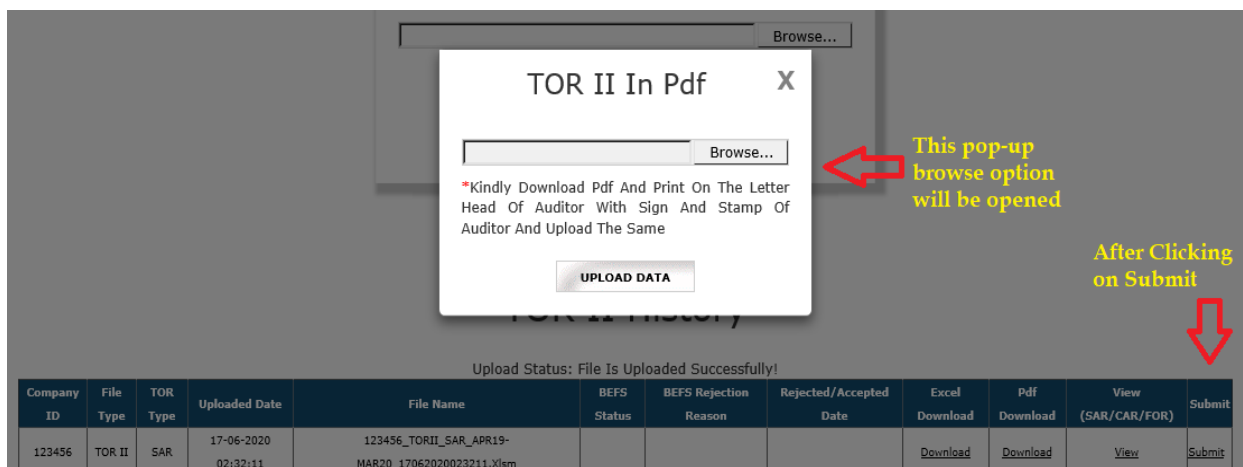 Browse...
TOR II In Pdf
X
Browse...
*Kindly Download Pdf And Print On The Letter
Head Of Auditor With Sign And Stamp Of
Auditor And Upload The Same
UPLOAD DATA
This pop-up
browse option
will be opened
After Clicking
on Submit
TOR II History
Upload Status: File Is Uploaded Successfully!
Company ID File Type TOR Type Uploaded Date File Name BEFS Status BEFS Rejection Reason Rejected/Accepted Date Excel Download Pdf Download View (SAR/CAR/FOR) Submit
123456 TOR II SAR 17-06-2020 02:32:11 123456_TORII_SAR_APR19-MAR20_17062020023211.Xlsm Download Download View Submit